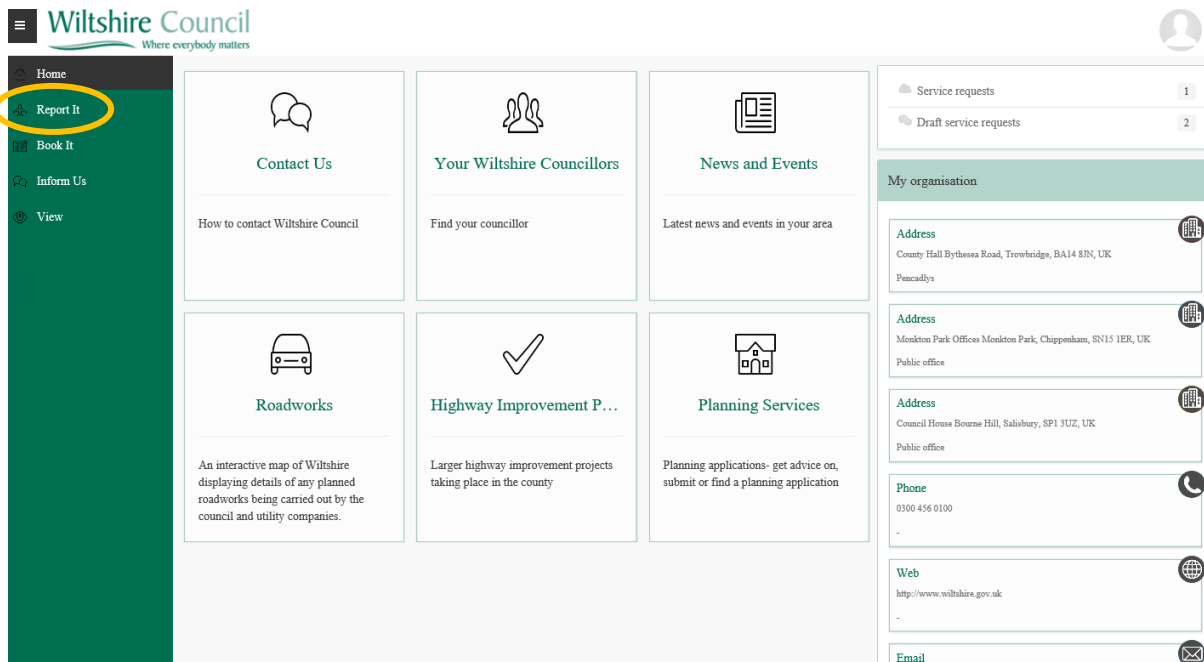 Wiltshire Council
Where everybody matters
Home
Report It
Book It
Inform Us
View
Contact Us
How to contact Wiltshire Council
Your Wiltshire Councillors
Find your councillor
News and Events
Latest news and events in your area
Roadworks
An interactive map of Wiltshire
displaying details of any planned
roadworks being carried out by the
council and utility companies.
Highway Improvement P...
Larger highway improvement projects
taking place in the county
Planning Services
Planning applications- get advice on,
submit or find a planning application
Service requests 1
Draft service requests 2
My organisation
Address
County Hall Bythesea Road, Trowbridge, BA14 8JN, UK
Pencadlys
Address
Monkton Park Offices Monkton Park, Chippenham, SN15 1ER, UK
Public office
Address
Council House Bourne Hill, Salisbury, SP1 3UZ, UK
Public office
Phone
0300 456 0100
-
Web
http://www.wiltshire.gov.uk
-
Email